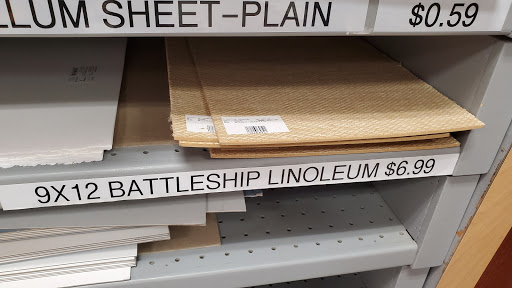 LLUM SHEET-PLAIN $0.59
9X12 BATTLESHIP LINOLEUM $6.99